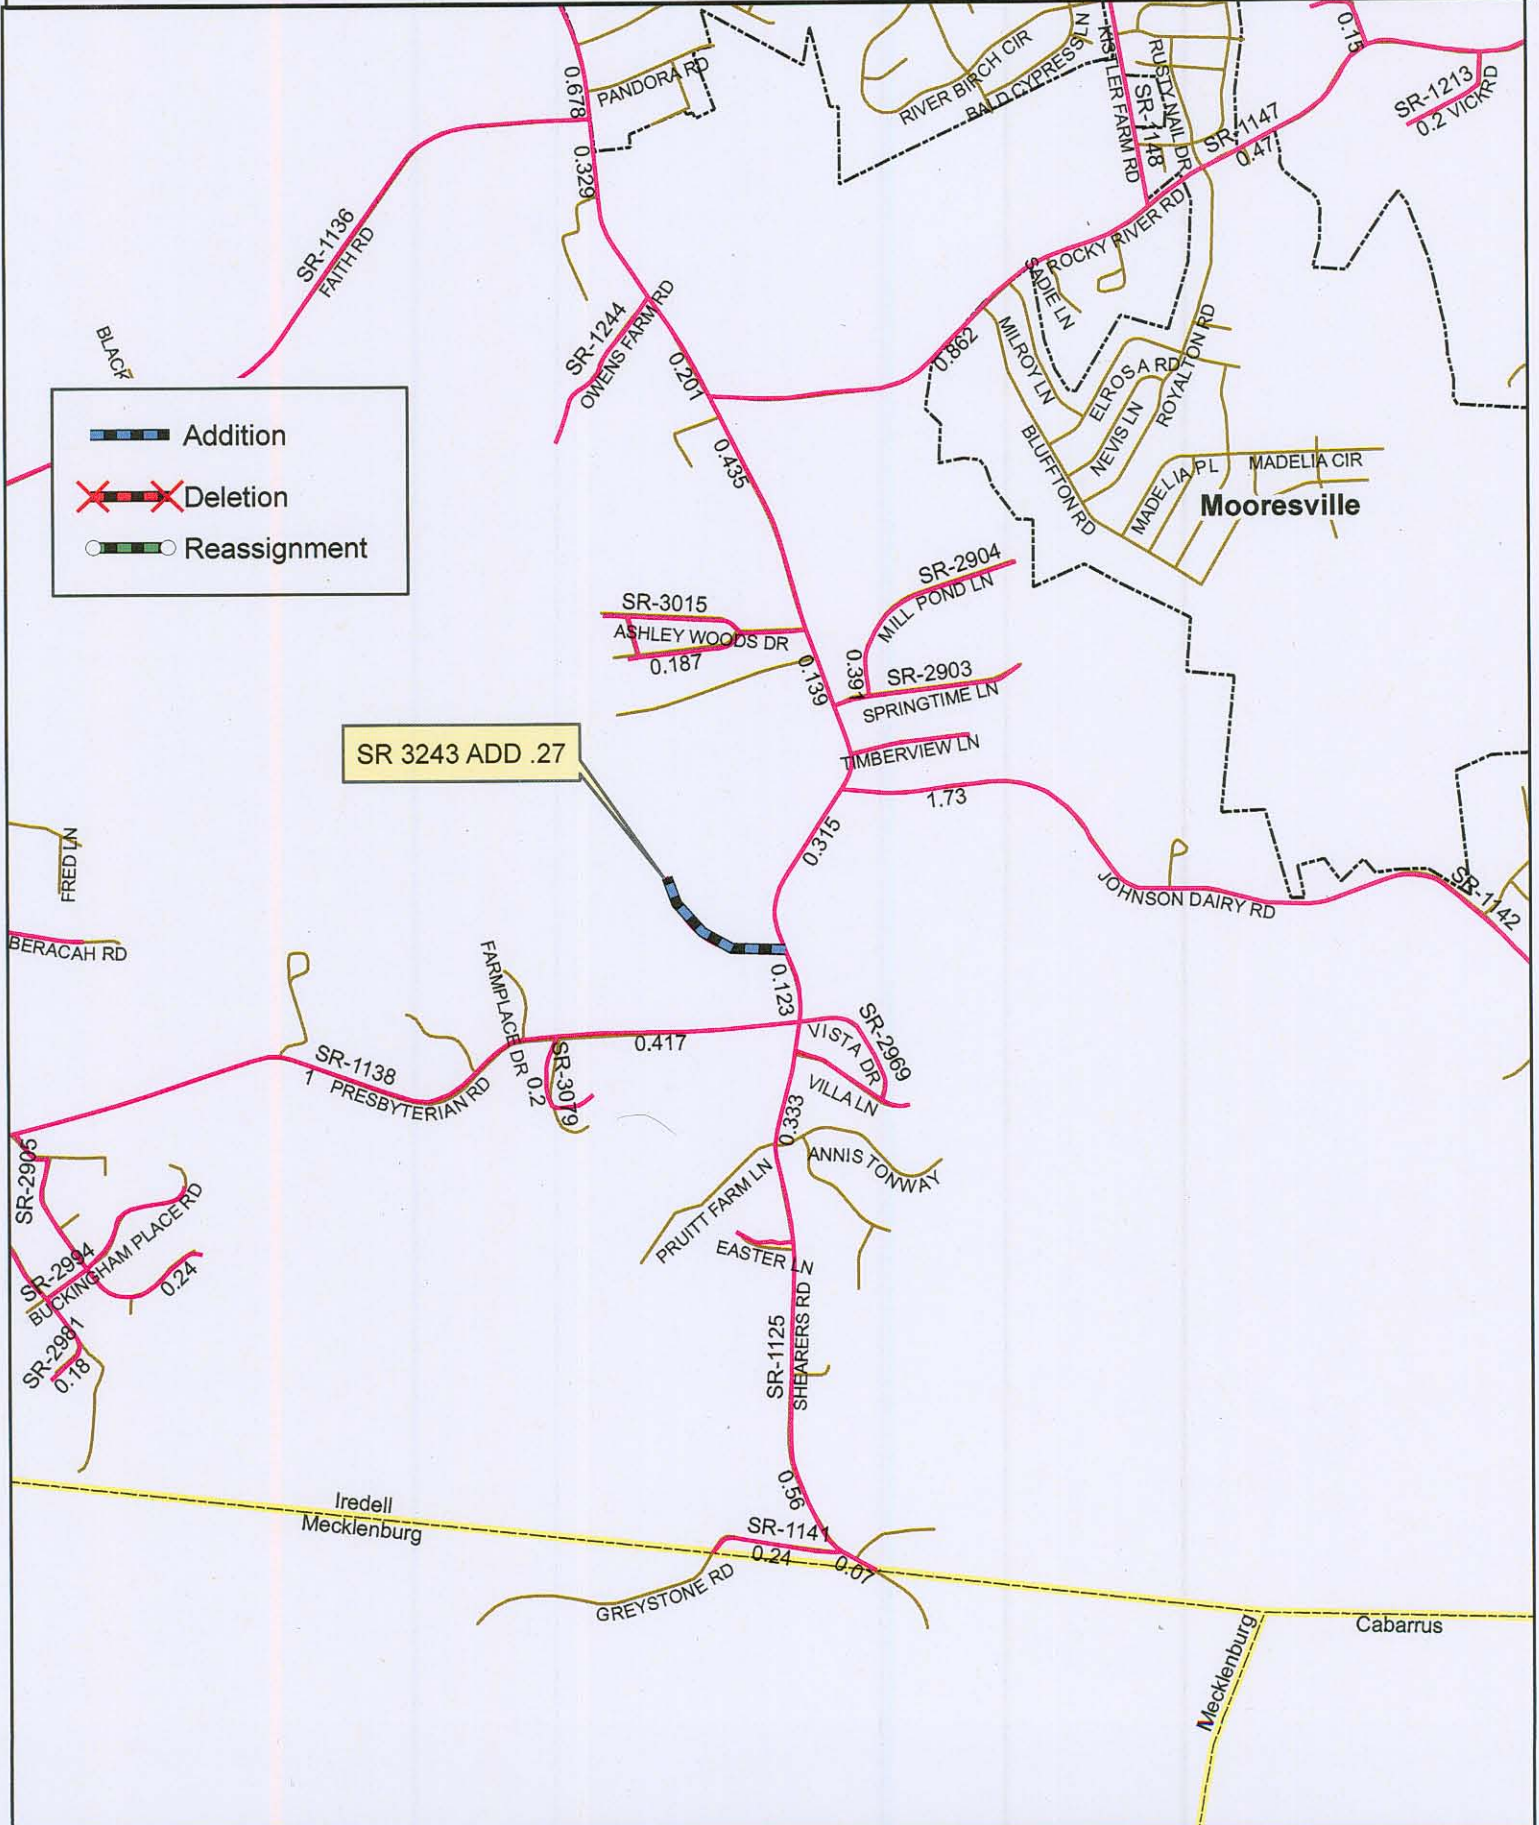 0.678
PANDORA RD
RIVER BIRCH CIR
BALD CYPRESS LN
KISTLER FARM RD
SR-1148
RUSTY NAIL DR
SR-1147
0.47
0.15
SR-1213
0.2 VICK RD
0.329
SR-1136
FAITH RD
BLACK
SR-1244
OWENS FARM RD
0.201
0.862
ROCKY RIVER RD
SADIE LN
MILROY LN
ELROSA RD
NEVIS LN
ROYALTON RD
BLUFFTON RD
MADELIA PL
MADELIA CIR
Mooresville
Addition
Deletion
Reassignment
0.435
SR-3015
ASHLEY WOODS DR
0.187
0.139
SR-2904
MILL POND LN
0.391
SR-2903
SPRINGTIME LN
TIMBERVIEW LN
SR 3243 ADD .27
1.73
0.315
JOHNSON DAIRY RD
SR-1142
FRED LN
BERACAH RD
FARMPLACE DR
0.123
0.417
SR-1138
1 PRESBYTERIAN RD
0.2
SR-3079
VISTA DR
SR-2969
VILLA LN
0.333
ANNISTONWAY
PRUITT FARM LN
EASTER LN
SR-2905
SR-2994
BUCKINGHAM PLACE RD
0.24
SR-2981
0.18
SR-1125
SHEARERS RD
0.56
Iredell
Mecklenburg
SR-1141
0.24
0.07
GREYSTONE RD
Mecklenburg
Cabarrus